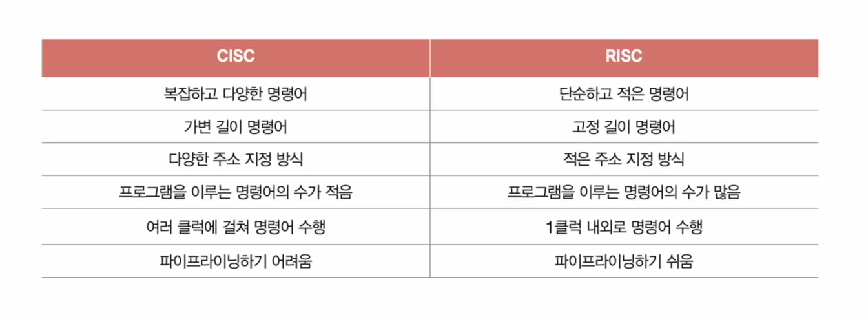 CISC RISC
복잡하고 다양한 명령어 단순하고 적은 명령어
가변 길이 명령어 고정 길이 명령어
다양한 주소 지정 방식 적은 주소 지정 방식
프로그램을 이루는 명령어의 수가 적음 프로그램을 이루는 명령어의 수가 많음
여러 클럭에 걸쳐 명령어 수행 1클럭 내외로 명령어 수행
파이프라이닝하기 어려움 파이프라이닝하기 쉬움